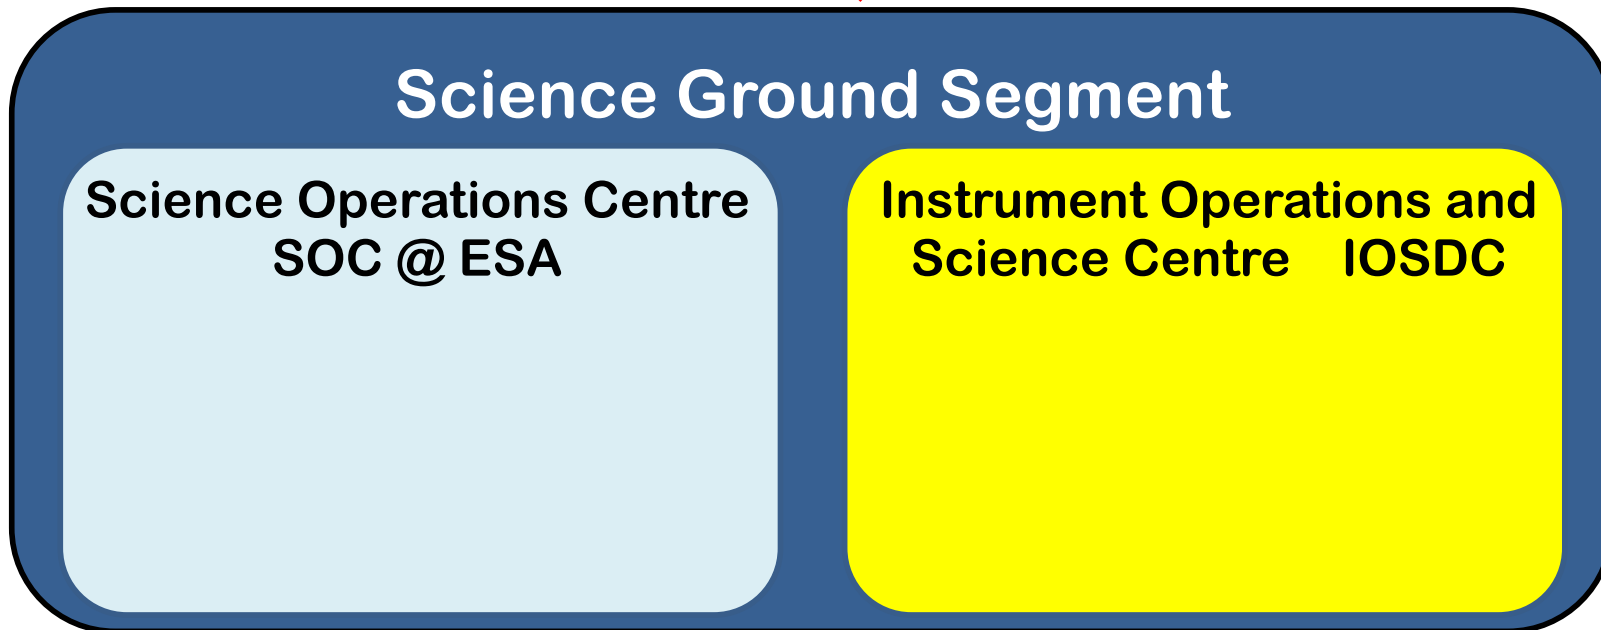 Science Ground Segment
Science Operations Centre
SOC @ ESA
Instrument Operations and
Science Centre IOSDC